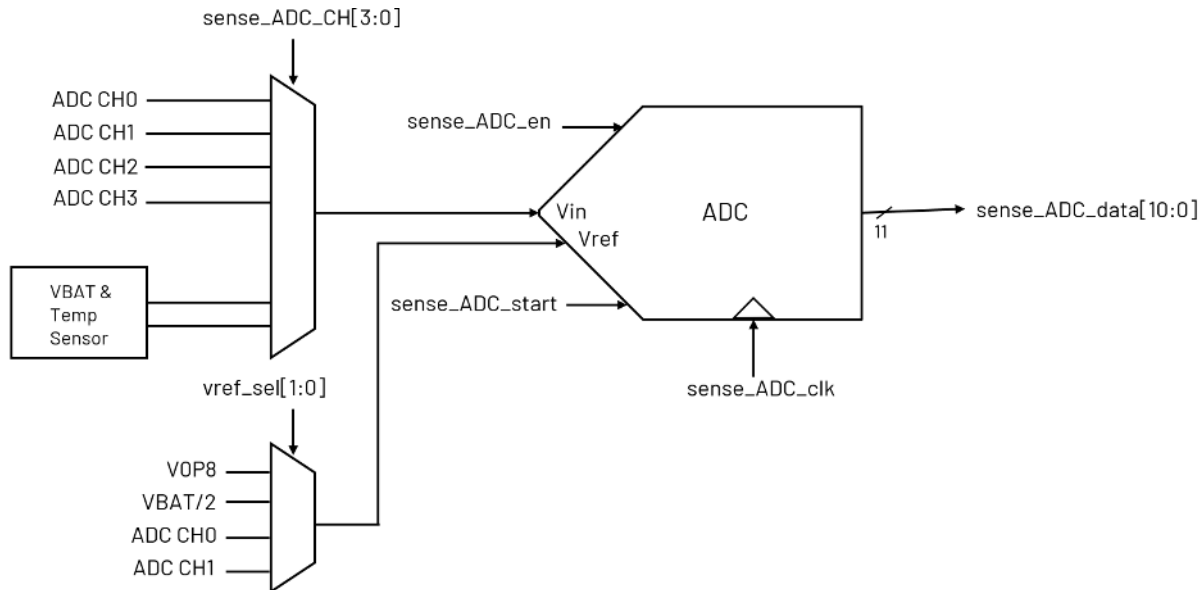 sense_ADC_CH[3:0]
ADC CH0
ADC CH1
ADC CH2
ADC CH3
VBAT &
Temp
Sensor
sense_ADC_en
Vin
Vref
ADC
sense_ADC_start
sense_ADC_clk
11
sense_ADC_data[10:0]
vref_sel[1:0]
V0P8
VBAT/2
ADC CH0
ADC CH1